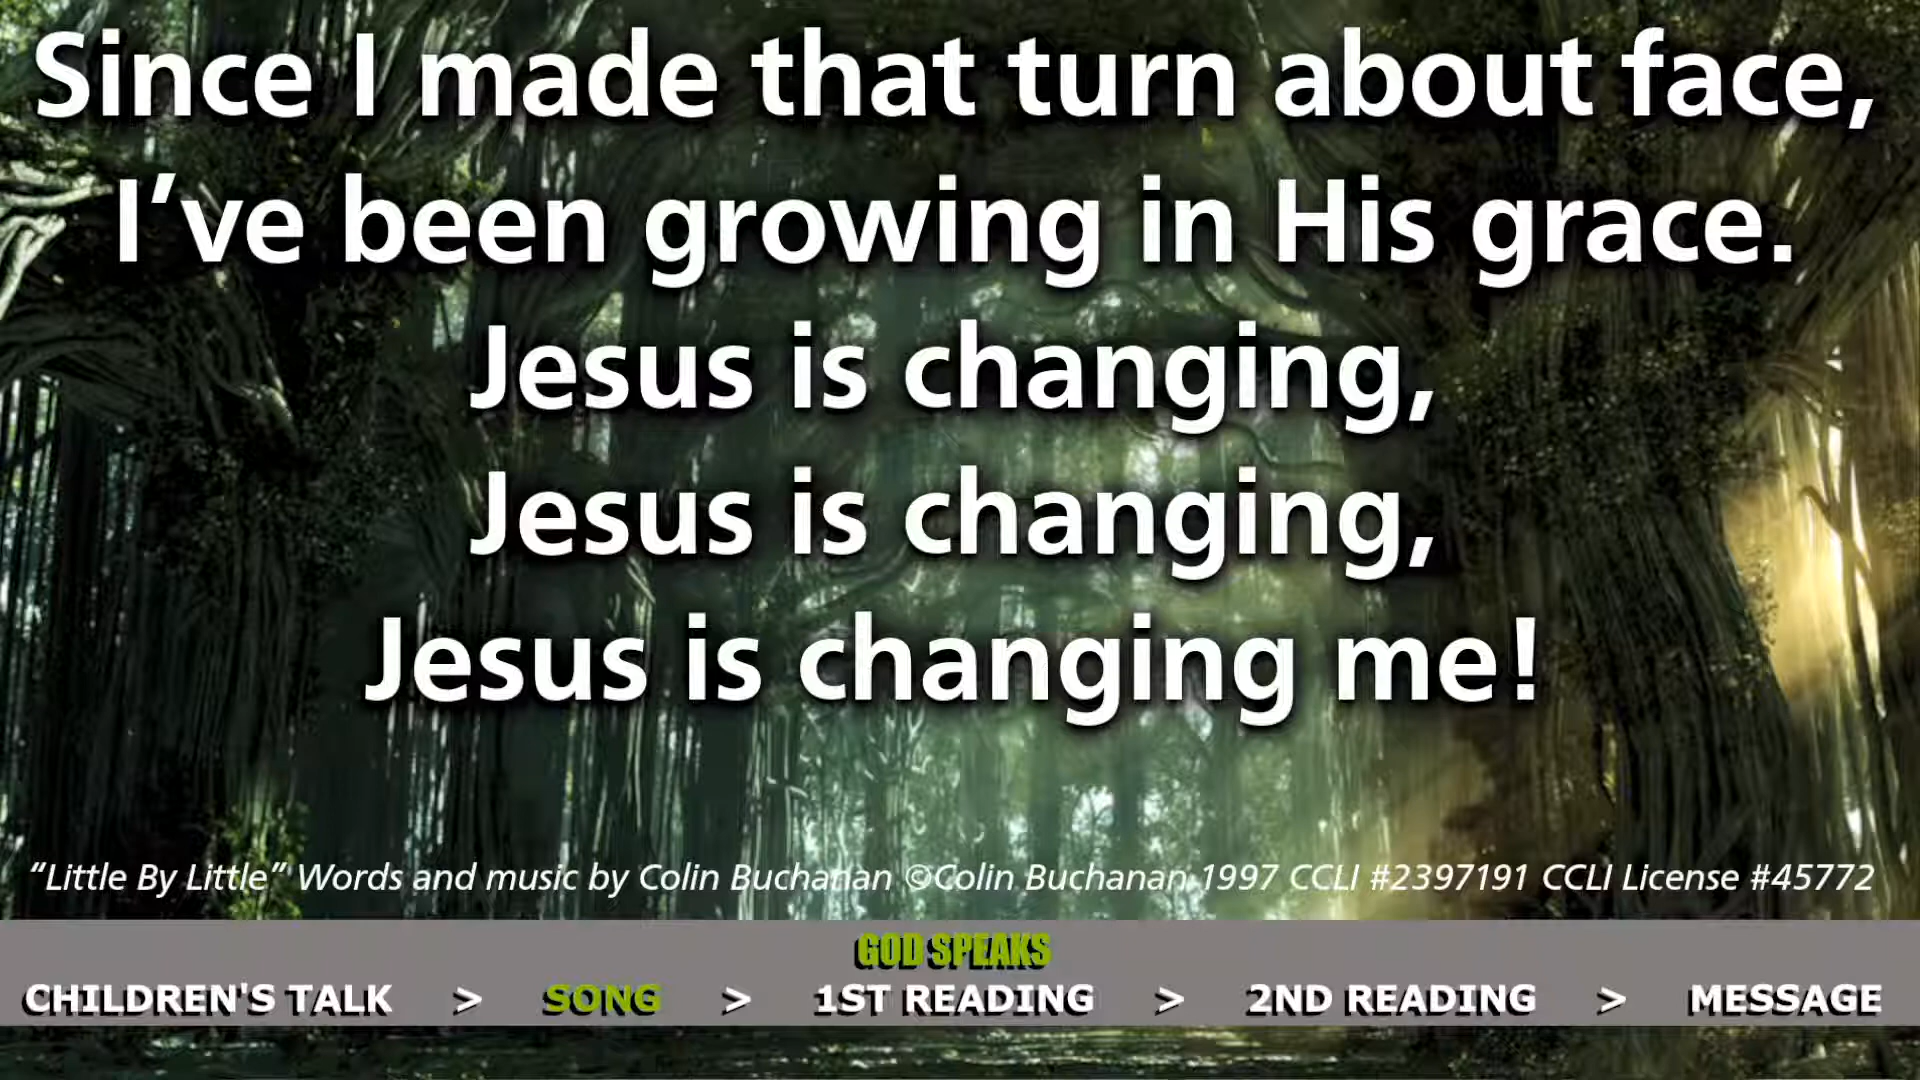 Since I made that turn about face,
I’ve been growing in His grace.
Jesus is changing,
Jesus is changing,
Jesus is changing me!
“Little By Little” Words and music by Colin Buchanan ©Colin Buchanan 1997 CCLI #2397191 CCLI License #45772
GOD SPEAKS
CHILDREN'S TALK > SONG > 1ST READING > 2ND READING > MESSAGE